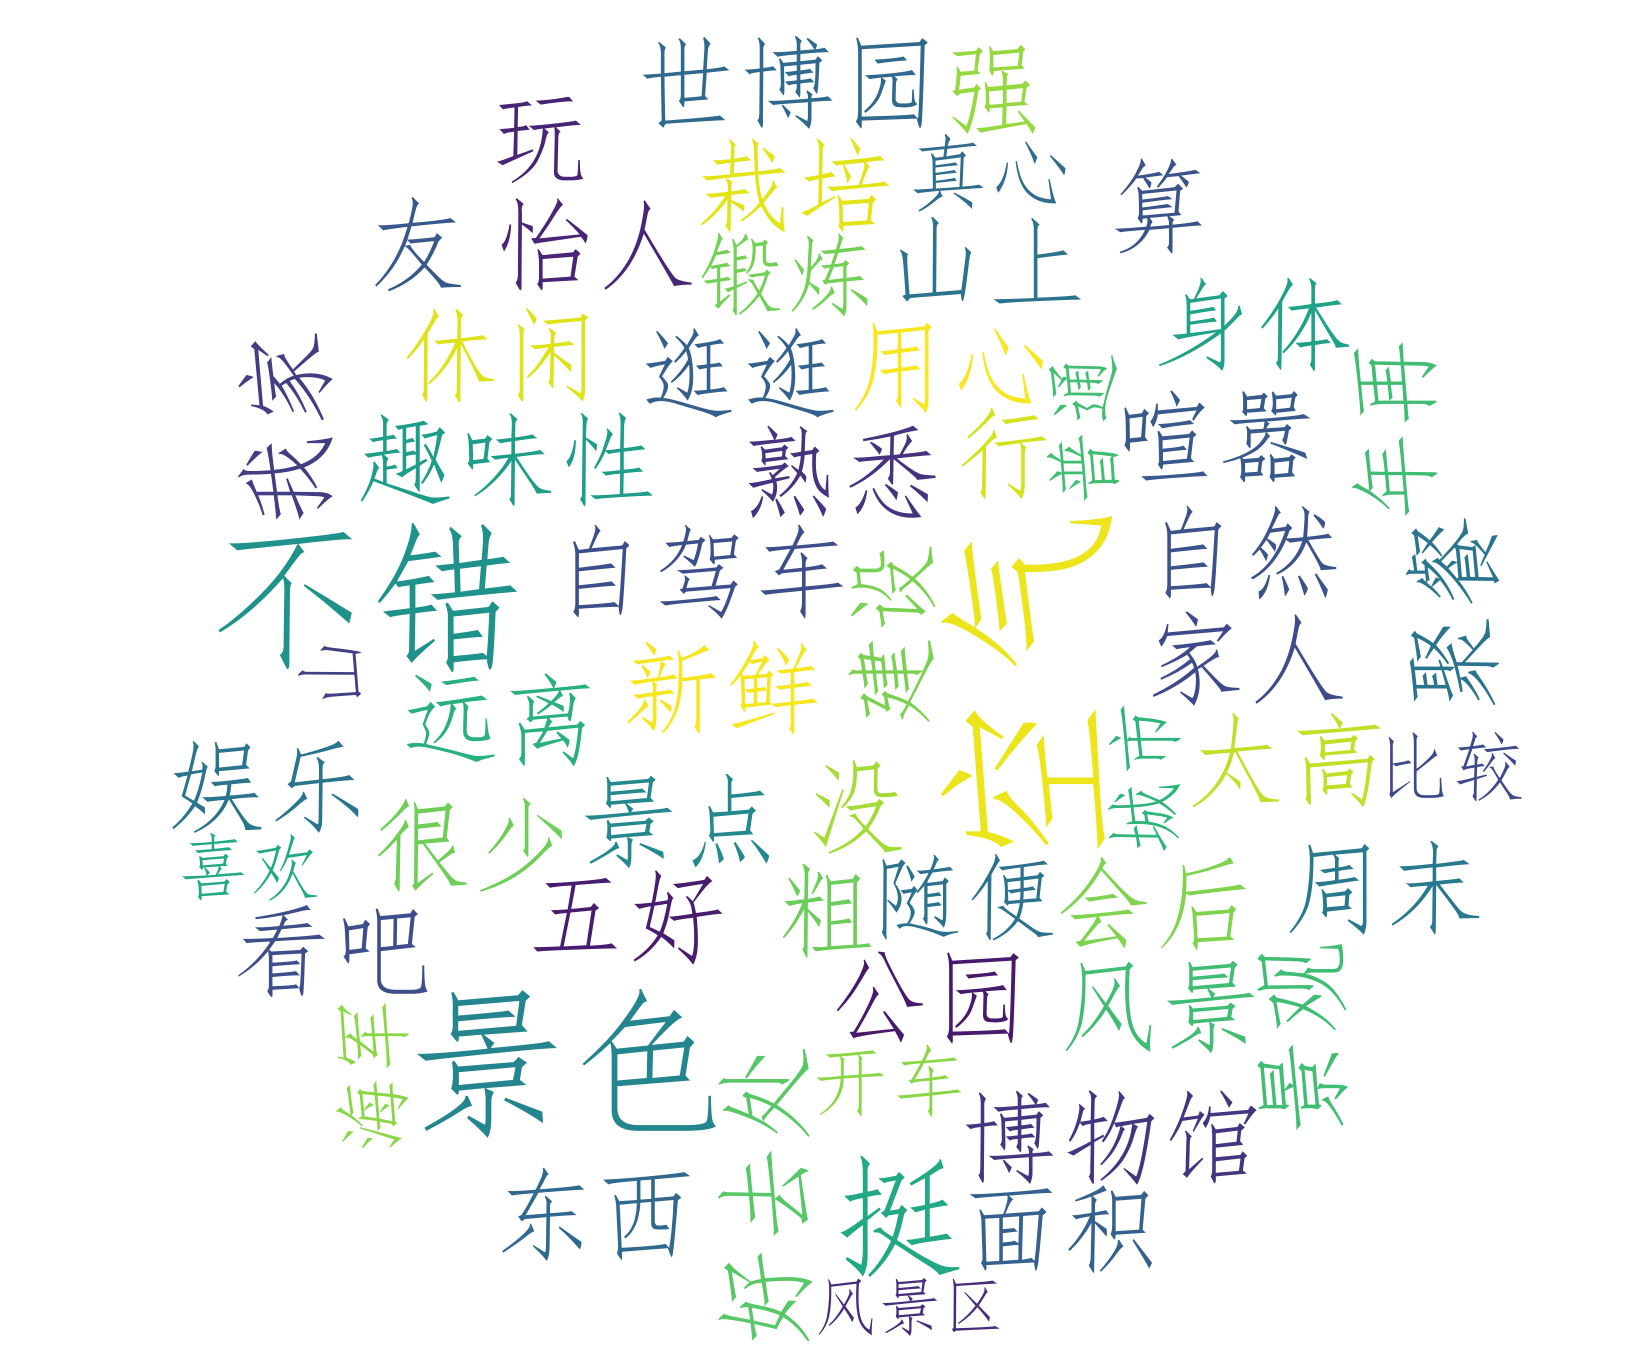 世博园
强
玩
栽培
真心
算
友
怡人
锻炼
山上
身体
休闲
逛逛
用心
普通
再车
我家
趣味性
熟悉
行
喧嚣
不错
自驾车
建设
空气
自然
聚餐
山
远离
新鲜
家人
娱乐
很少
景点
没
城市
太高
比较
喜欢
看吧
五好
粗
随便
会后
周末
海军
景色
公园
风景
景观
好去处
开车
博物馆
东西
挺
面积
风景区